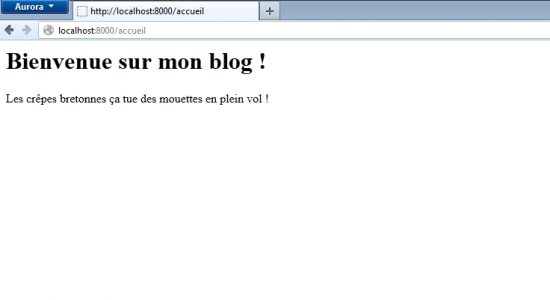 Aurora
http://localhost:8000/accueil
localhost:8000/accueil
Bienvenue sur mon blog !
Les crêpes bretonnes ça tue des mouettes en plein vol !